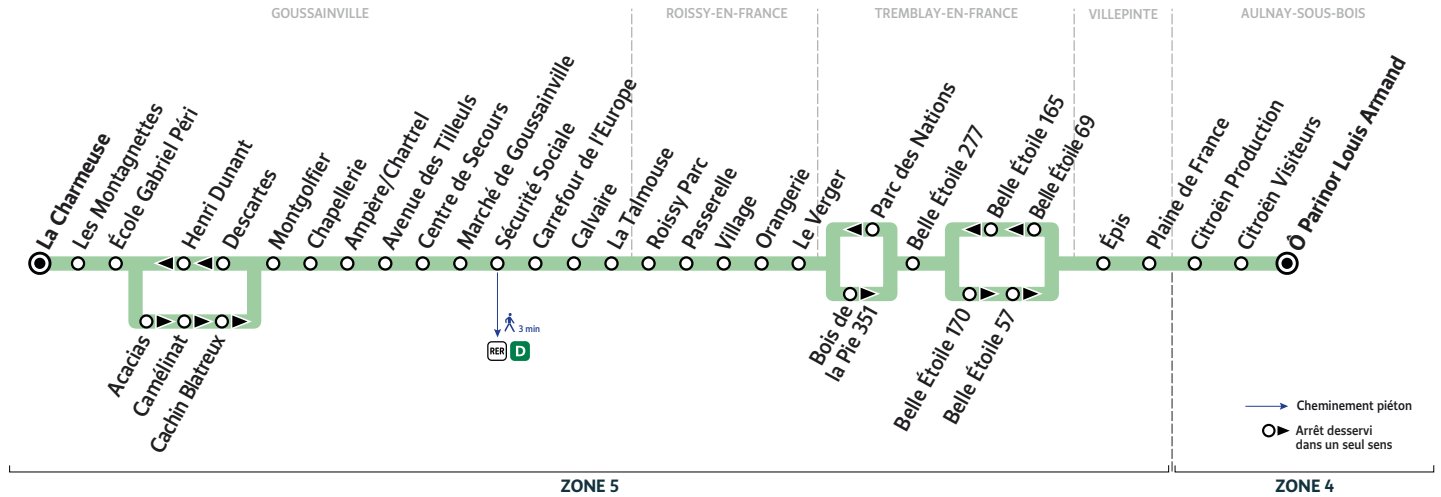 GOUSSAINVILLE
ROISSY-EN-FRANCE
TREMBLAY-EN-FRANCE
VILLEPINTE
AULNAY-SOUS-BOIS
La Charmeuse
Les Montagnettes
École Gabriel Péri
Henri Dunant
Descartes
Montgolfier
Chapellerie
Ampère/Chartrel
Avenue des Tilleuls
Centre de Secours
Marché de Goussainville
Sécurité Sociale
Carrefour de l'Europe
Calvaire
La Talmouse
Roissy Parc
Passerelle
Village
Orangerie
Le Verger
Parc des Nations
Belle Étoile 277
Belle Étoile 165
Belle Étoile 69
Épis
Plaine de France
Citroën Production
Citroën Visiteurs
Ô Parinor Louis Armand
Acacias
Camélinat
Cachin Blatreux
3 min
RER D
Bois de
la Pie 351
Belle Étoile 170
Belle Étoile 57
Cheminement piéton
Arrêt desservi
dans un seul sens
ZONE 5
ZONE 4